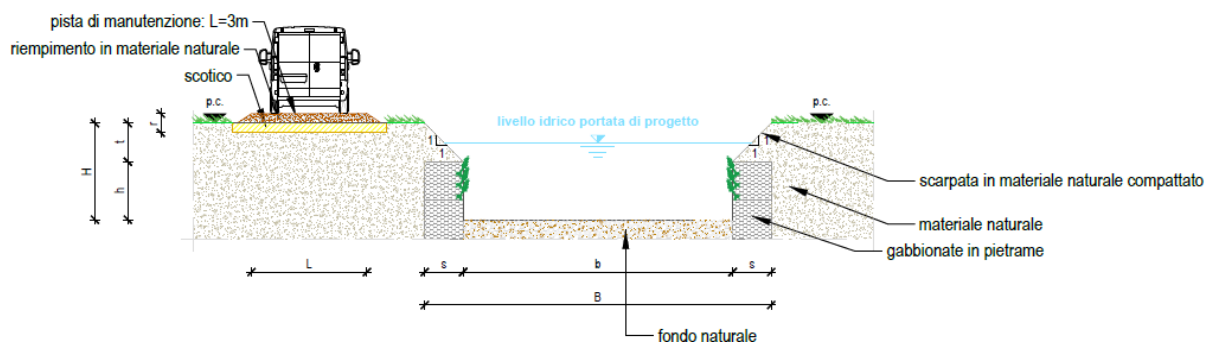 pista di manutenzione: L=3m
riempimento in materiale naturale
scotico
p.c.
p.c.
livello idrico portata di progetto
r
t
H
h
1
1
1
1
scarpata in materiale naturale compattato
materiale naturale
gabbionate in pietrame
L
s
b
s
B
fondo naturale